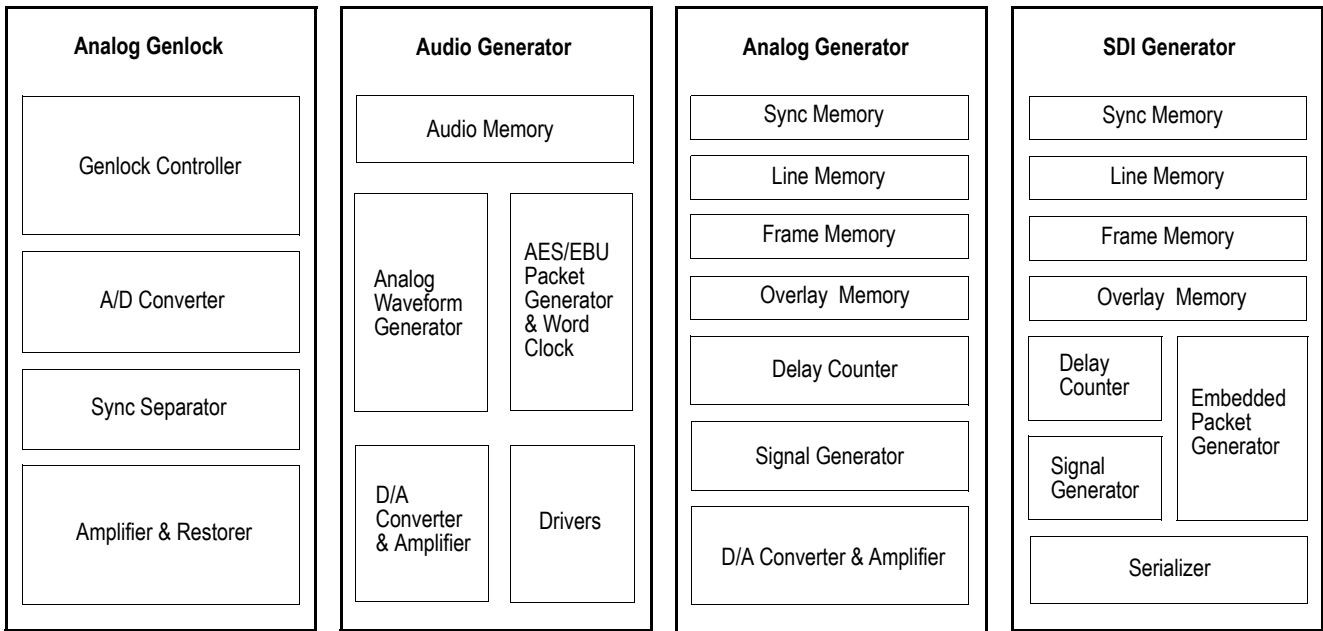 Analog Genlock
Genlock Controller
A/D Converter
Sync Separator
Amplifier & Restorer
Audio Generator
Audio Memory
Analog
Waveform
Generator
AES/EBU
Packet
Generator
& Word
Clock
D/A
Converter
& Amplifier
Drivers
Analog Generator
Sync Memory
Line Memory
Frame Memory
Overlay Memory
Delay Counter
Signal Generator
D/A Converter & Amplifier
SDI Generator
Sync Memory
Line Memory
Frame Memory
Overlay Memory
Delay
Counter
Signal
Generator
Embedded
Packet
Generator
Serializer